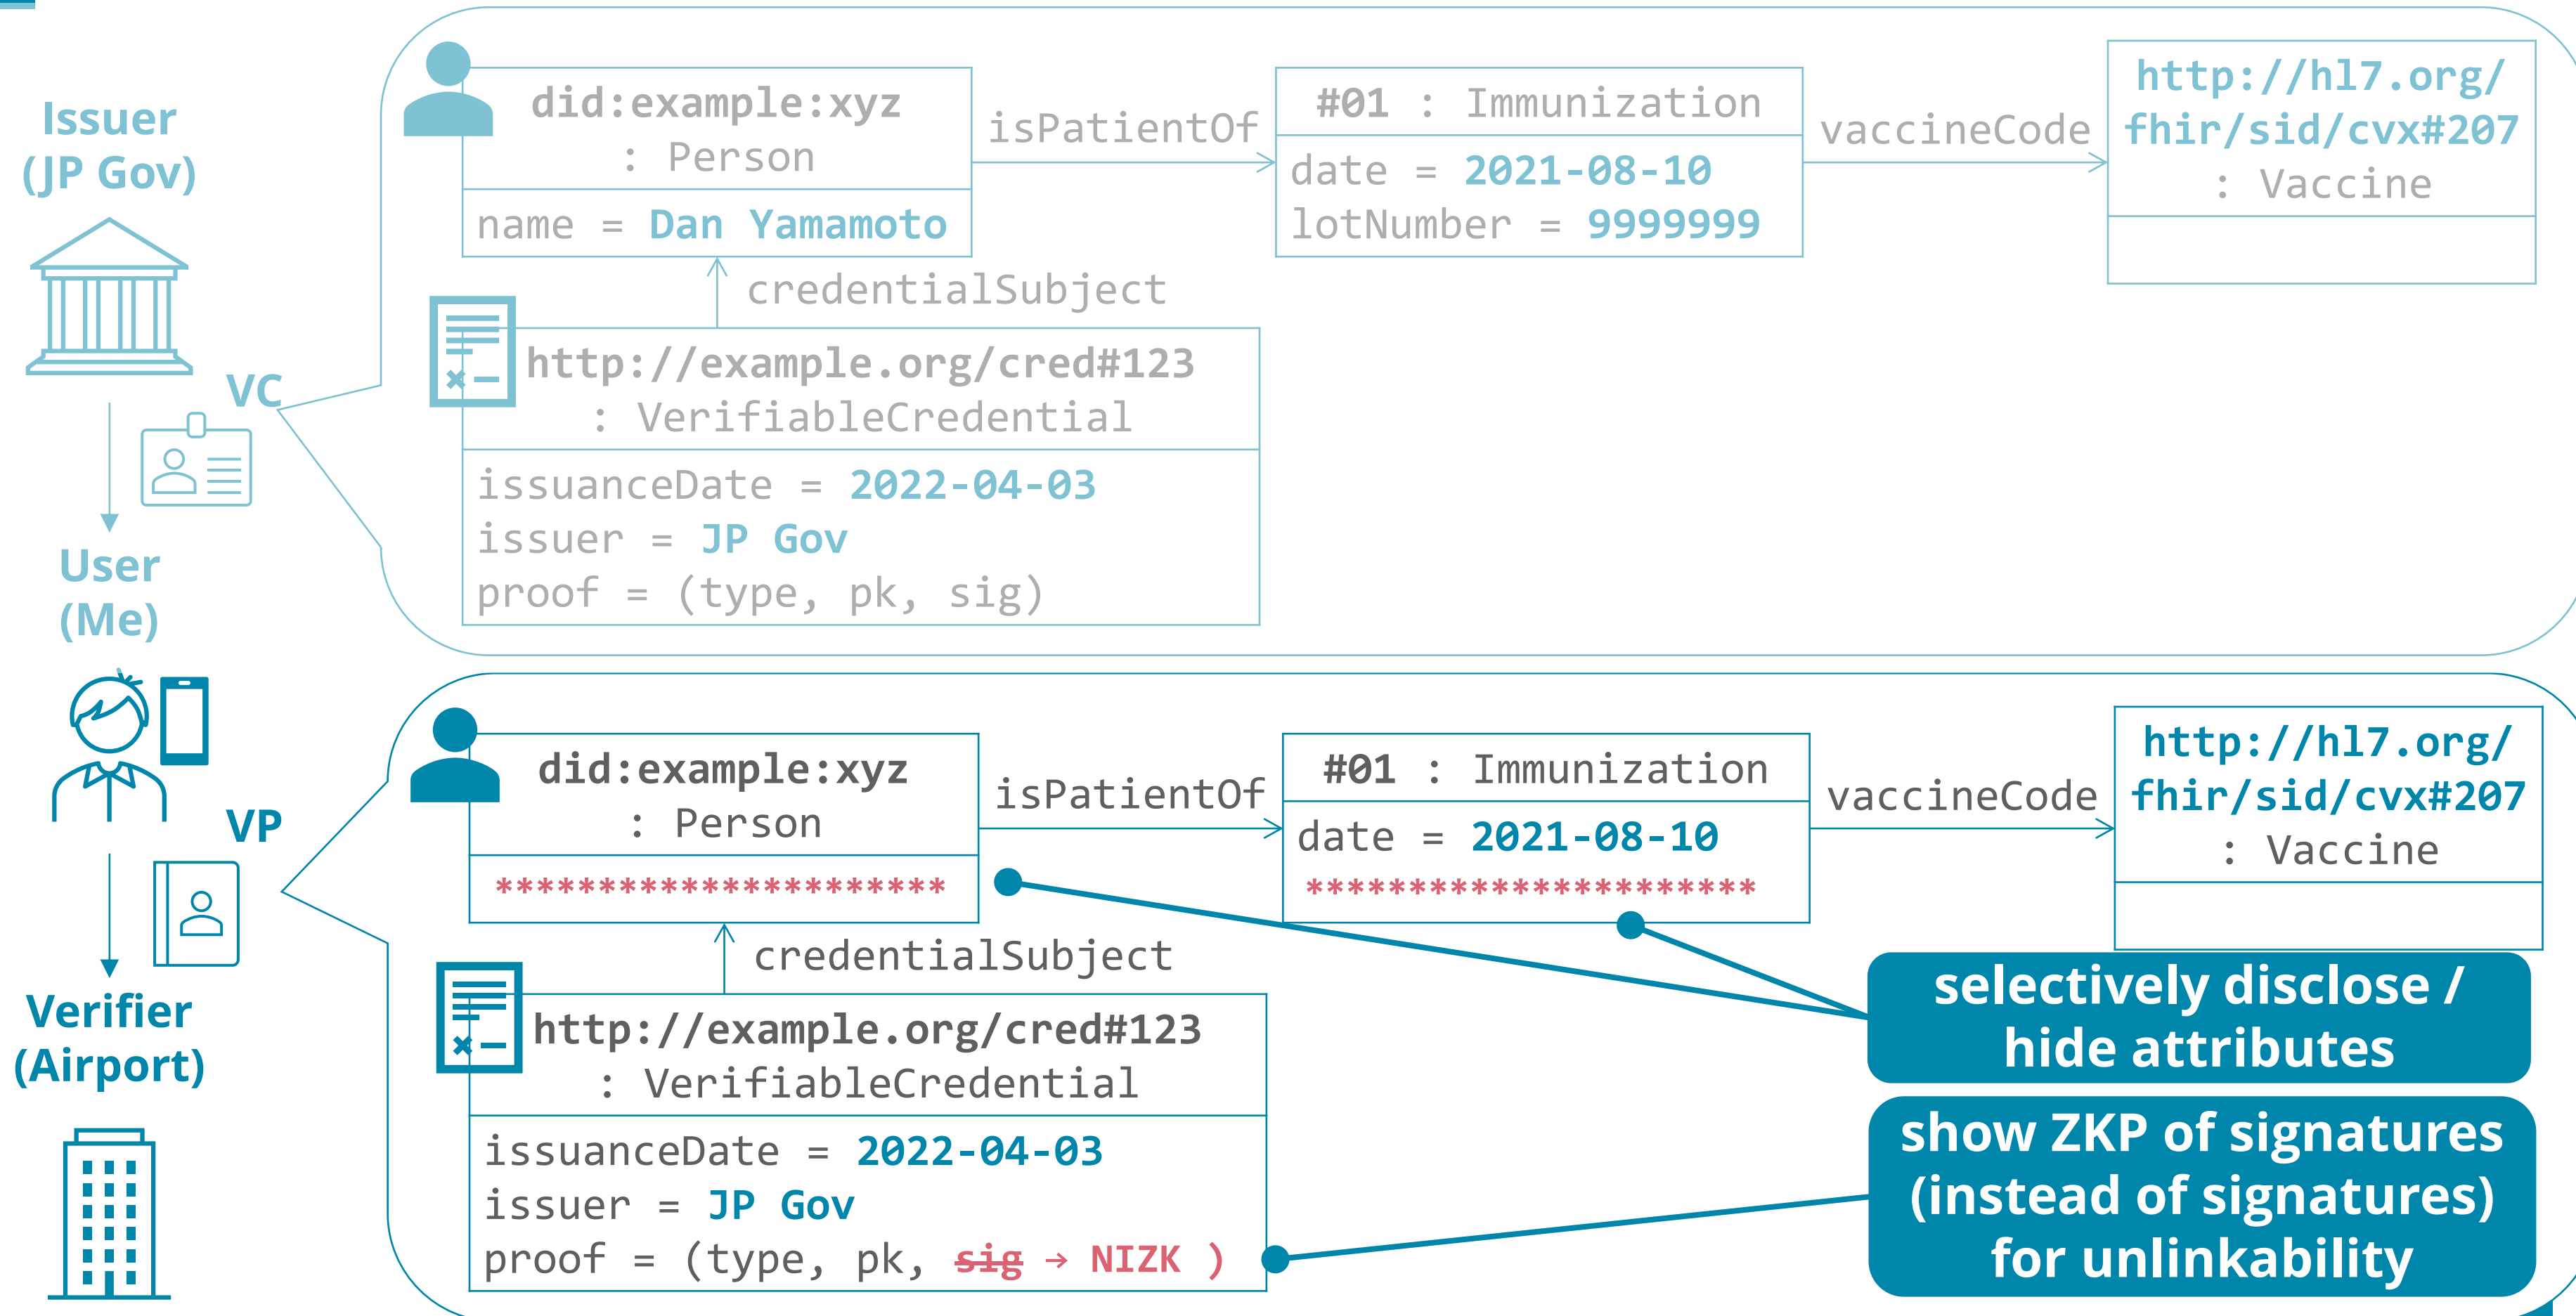 Issuer
(JP Gov)
VC
User
(Me)
VP
Verifier
(Airport)
did:example:xyz
: Person
name = Dan Yamamoto
isPatientOf
#01 : Immunization
date = 2021-08-10
lotNumber = 9999999
vaccineCode
http://hl7.org/
fhir/sid/cvx#207
: Vaccine
credentialSubject
http://example.org/cred#123
: VerifiableCredential
issuanceDate = 2022-04-03
issuer = JP Gov
proof = (type, pk, sig)
did:example:xyz
: Person
**********************
isPatientOf
#01 : Immunization
date = 2021-08-10
**********************
vaccineCode
http://hl7.org/
fhir/sid/cvx#207
: Vaccine
credentialSubject
http://example.org/cred#123
: VerifiableCredential
issuanceDate = 2022-04-03
issuer = JP Gov
proof = (type, pk, sig → NIZK )
selectively disclose /
hide attributes
show ZKP of signatures
(instead of signatures)
for unlinkability